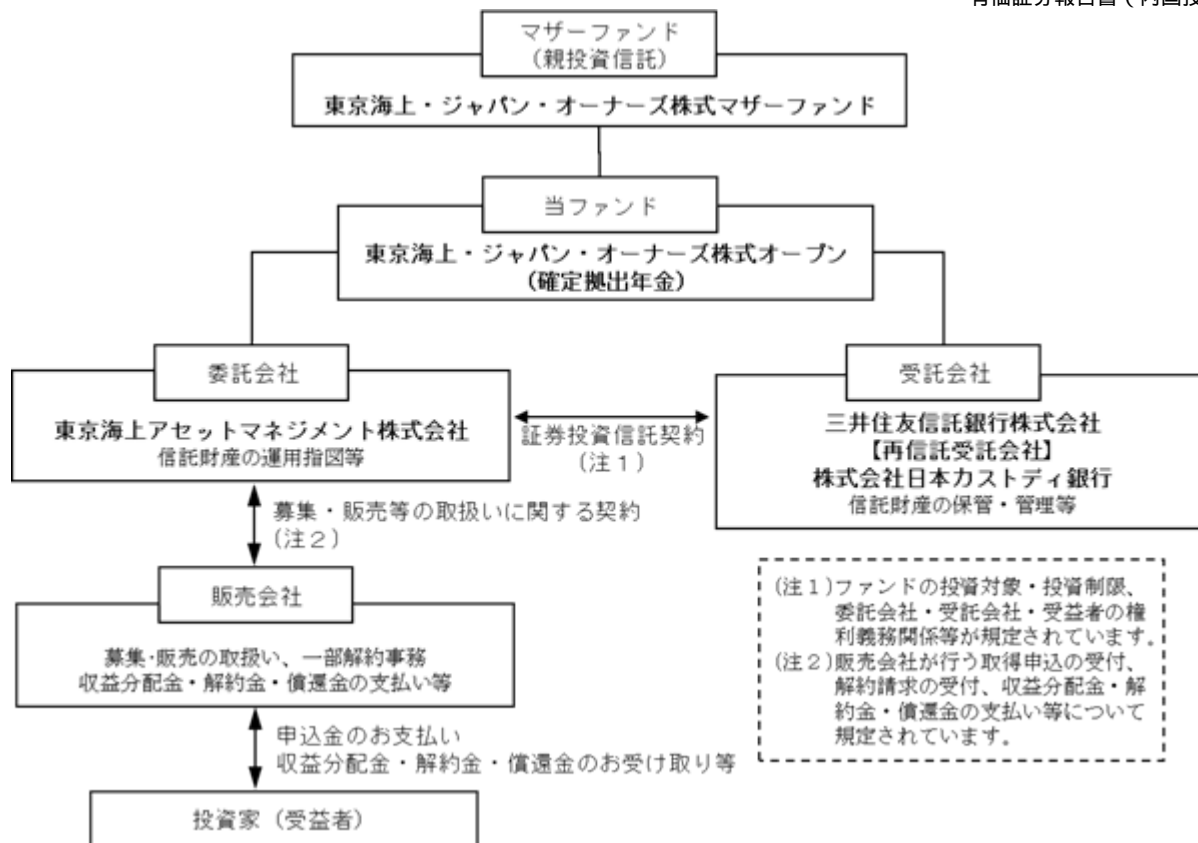 マザーファンド
（親投資信託）
東京海上・ジャパン・オーナーズ株式マザーファンド
当ファンド
東京海上・ジャパン・オーナーズ株式オープン
（確定拠出年金）
委託会社
東京海上アセットマネジメント株式会社
信託財産の運用指図等
証券投資信託契約
（注１）
受託会社
三井住友信託銀行株式会社
【再信託受託会社】
株式会社日本カストディ銀行
信託財産の保管・管理等
募集・販売等の取扱いに関する契約
（注２）
販売会社
募集・販売の取扱い、一部解約事務
収益分配金・解約金・償還金の支払い等
申込金のお支払い
収益分配金・解約金・償還金のお受け取り等
投資家（受益者）
（注１）ファンドの投資対象・投資制限、
委託会社・受託会社・受益者の権
利義務関係等が規定されています。
（注２）販売会社が行う取得申込の受付、
解約請求の受付、収益分配金・解
約金・償還金の支払い等について
規定されています。